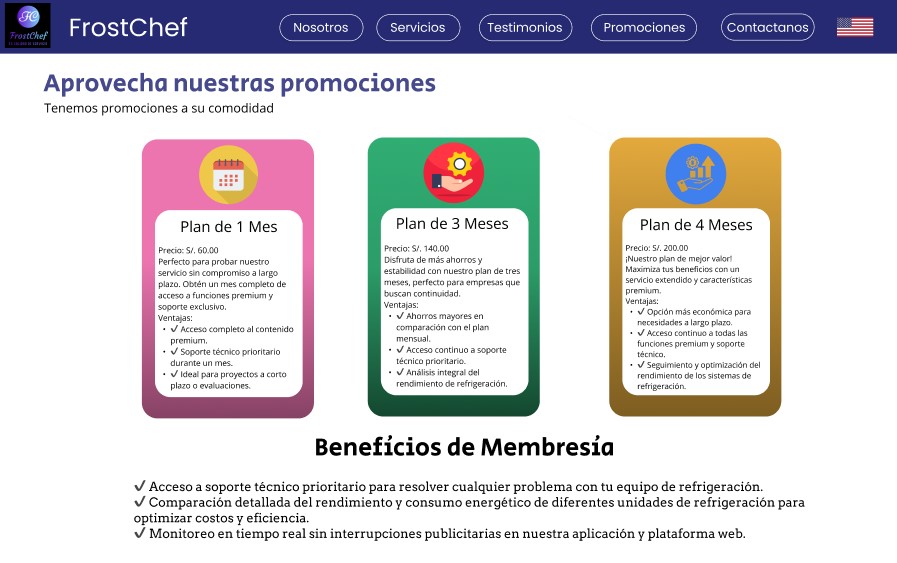 FrostChef
FrostChef
Nosotros
Servicios
Testimonios
Promociones
Contactanos
Aprovecha nuestras promociones
Tenemos promociones a su comodidad
Plan de 1 Mes
Precio: S/. 60.00
Perfecto para probar nuestro
servicio sin compromiso a largo
plazo. Obtén un mes completo de
acceso a funciones premium y
soporte exclusivo.
Ventajas:
• ✔ Acceso completo al contenido
premium.
• ✔ Soporte técnico prioritario
durante un mes.
• ✔ Ideal para proyectos a corto
plazo o evaluaciones.
Plan de 3 Meses
Precio: S/. 140.00
Disfruta de más ahorros y
estabilidad con nuestro plan de tres
meses, perfecto para empresas que
buscan continuidad.
Ventajas:
• ✔ Ahorros mayores en
comparación con el plan
mensual.
• ✔ Acceso continuo a soporte
técnico prioritario.
• ✔ Análisis integral del
rendimiento de refrigeración.
Plan de 4 Meses
Precio: S/. 200.00
¡Nuestro plan de mejor valor!
Maximiza tus beneficios con un
servicio extendido y características
premium.
Ventajas:
• ✔ Opción más económica para
necesidades a largo plazo.
• ✔ Acceso continuo a todas las
funciones premium y soporte
técnico.
• ✔ Seguimiento y optimización del
rendimiento de los sistemas de
refrigeración.
Benefícios de Membresía
✔ Acceso a soporte técnico prioritario para resolver cualquier problema con tu equipo de refrigeración.
✔ Comparación detallada del rendimiento y consumo energético de diferentes unidades de refrigeración para
optimizar costos y eficiencia.
✔ Monitoreo en tiempo real sin interrupciones publicitarias en nuestra aplicación y plataforma web.